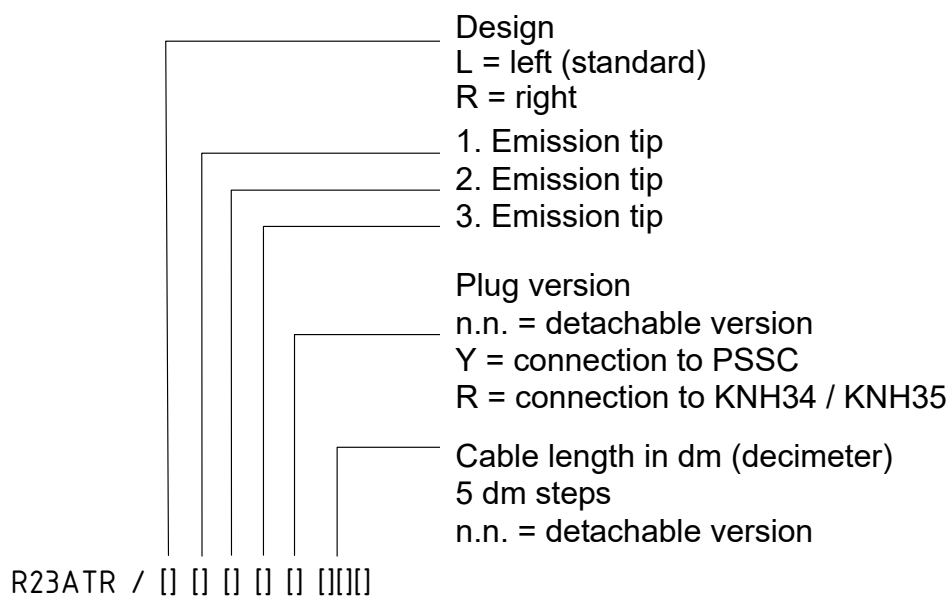 Design
L = left (standard)
R = right
1. Emission tip
2. Emission tip
3. Emission tip
Plug version
n.n. = detachable version
Y = connection to PSSC
R = connection to KNH34 / KNH35
Cable length in dm (decimeter)
5 dm steps
n.n. = detachable version
R23ATR / [] [] [] [] [] [][][]